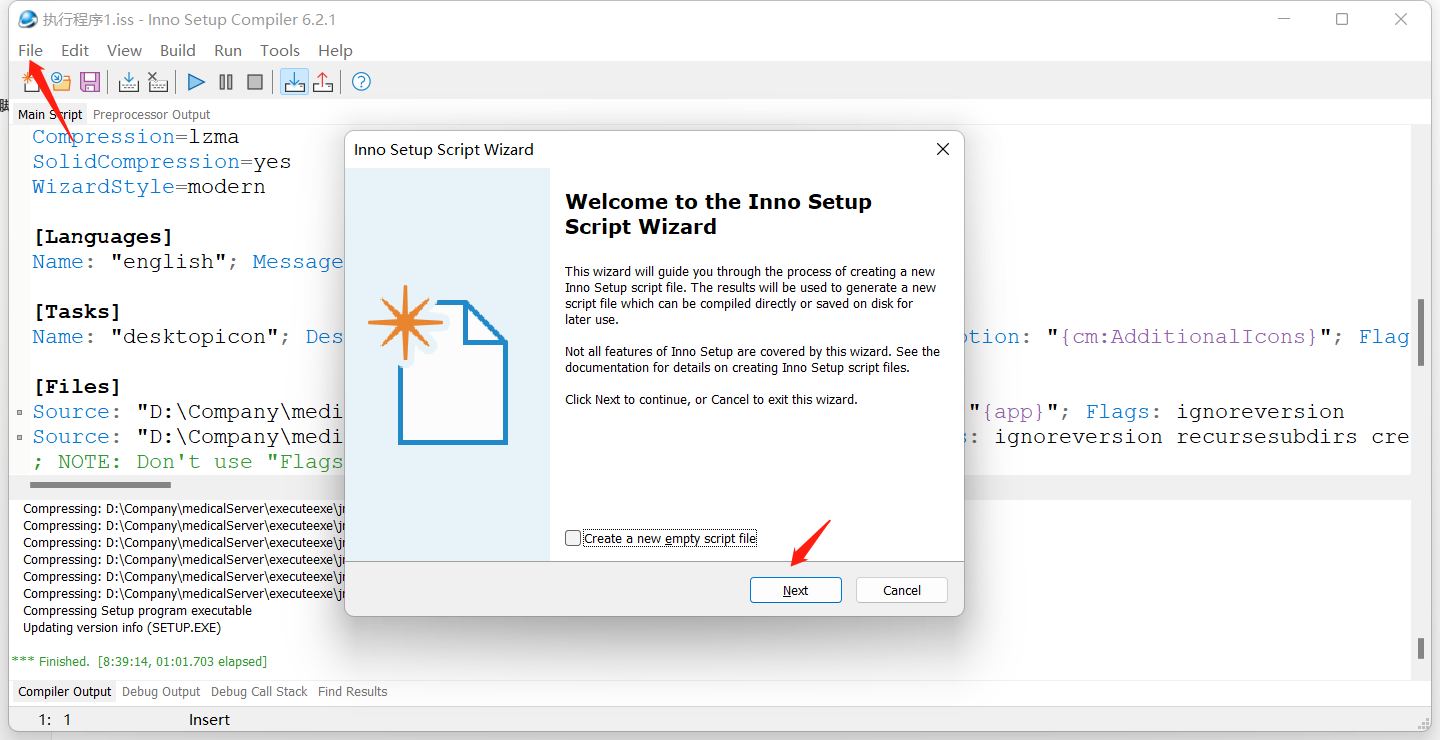 执行程序1.iss - Inno Setup Compiler 6.2.1
File Edit View Build Run Tools Help
Main Script Preprocessor Output
Compression=lzma
SolidCompression=yes
WizardStyle=modern
[Languages]
Name: "english"; Message
[Tasks]
Name: "desktopicon"; Des
ption: "{cm:AdditionalIcons}"; Flag
[Files]
Source: "D:\Company\medi
"{app}"; Flags: ignoreversion
Source: "D:\Company\medi
s: ignoreversion recursesubdirs cre
; NOTE: Don't use "Flags
Inno Setup Script Wizard
Welcome to the Inno Setup
Script Wizard
This wizard will guide you through the process of creating a new
Inno Setup script file. The results will be used to generate a new
script file which can be compiled directly or saved on disk for
later use.
Not all features of Inno Setup are covered by this wizard. See the
documentation for details on creating Inno Setup script files.
Click Next to continue, or Cancel to exit this wizard.
Create a new empty script file
Next Cancel
Compressing: D:\Company\medicalServer\executeexe\jr
Compressing: D:\Company\medicalServer\executeexe\jr
Compressing: D:\Company\medicalServer\executeexe\jr
Compressing: D:\Company\medicalServer\executeexe\jr
Compressing: D:\Company\medicalServer\executeexe\jr
Compressing: D:\Company\medicalServer\executeexe\jr
Compressing Setup program executable
Updating version info (SETUP.EXE)
*** Finished. [8:39:14, 01:01.703 elapsed]
Compiler Output Debug Output Debug Call Stack Find Results
1: 1 Insert